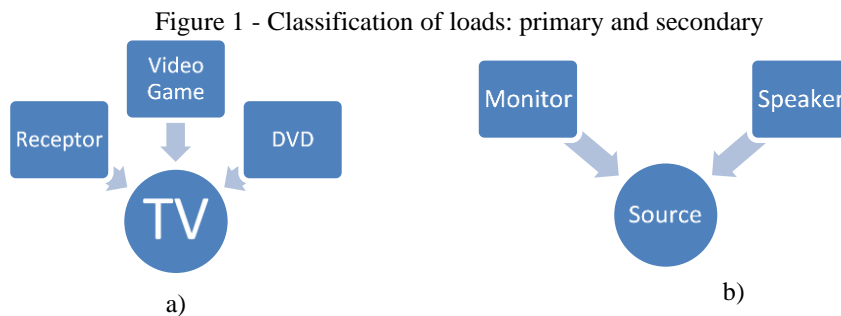 Figure 1 - Classification of loads: primary and secondary
Video
Game
Receptor
DVD
TV
a)
Monitor
Speaker
Source
b)